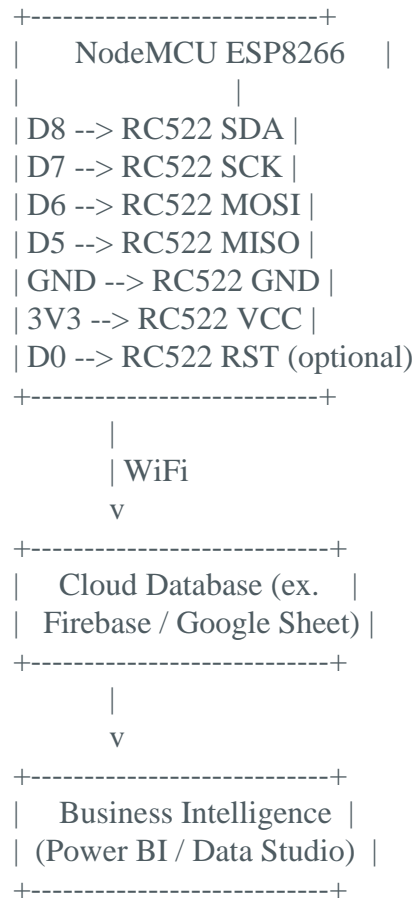 +---------------------------+
|      NodeMCU ESP8266    |
|                    |
| D8 --> RC522 SDA |
| D7 --> RC522 SCK |
| D6 --> RC522 MOSI |
| D5 --> RC522 MISO |
| GND --> RC522 GND |
| 3V3 --> RC522 VCC |
| D0 --> RC522 RST (optional)
+---------------------------+
|
| WiFi
v
+----------------------------+
|    Cloud Database (ex.    |
|  Firebase / Google Sheet) |
+----------------------------+
|
v
+-----------------------------+
|    Business Intelligence  |
| (Power BI / Data Studio)  |
+-----------------------------+